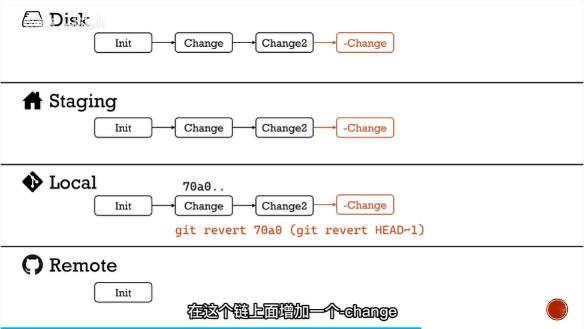 Disk
Init Change Change2 -Change
Staging
Init Change Change2 -Change
Local
70a0..
Init Change Change2 -Change
git revert 70a0 (git revert HEAD~1)
Remote
Init
在这个链上面增加一个-change